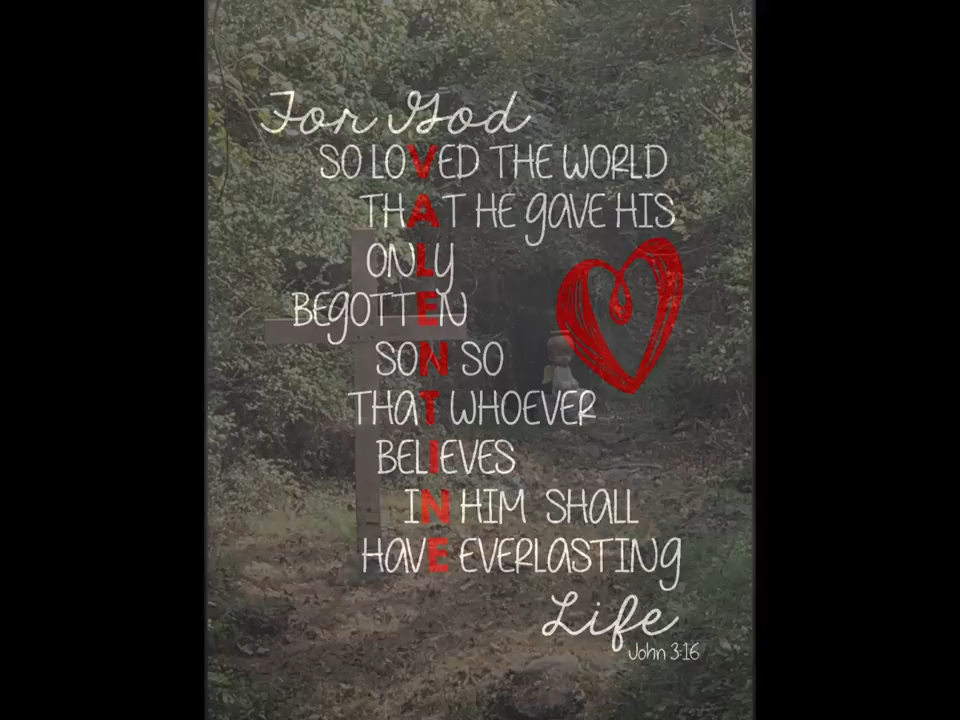 For God
SO LOVED THE WORLD
THAT HE gAVE HIS
ONLY
BEgOTTEN
SON SO
THAT WHOEVER
BELIEVES
IN HIM SHALL
HAVE EVERLASTING
Life
John 3:16